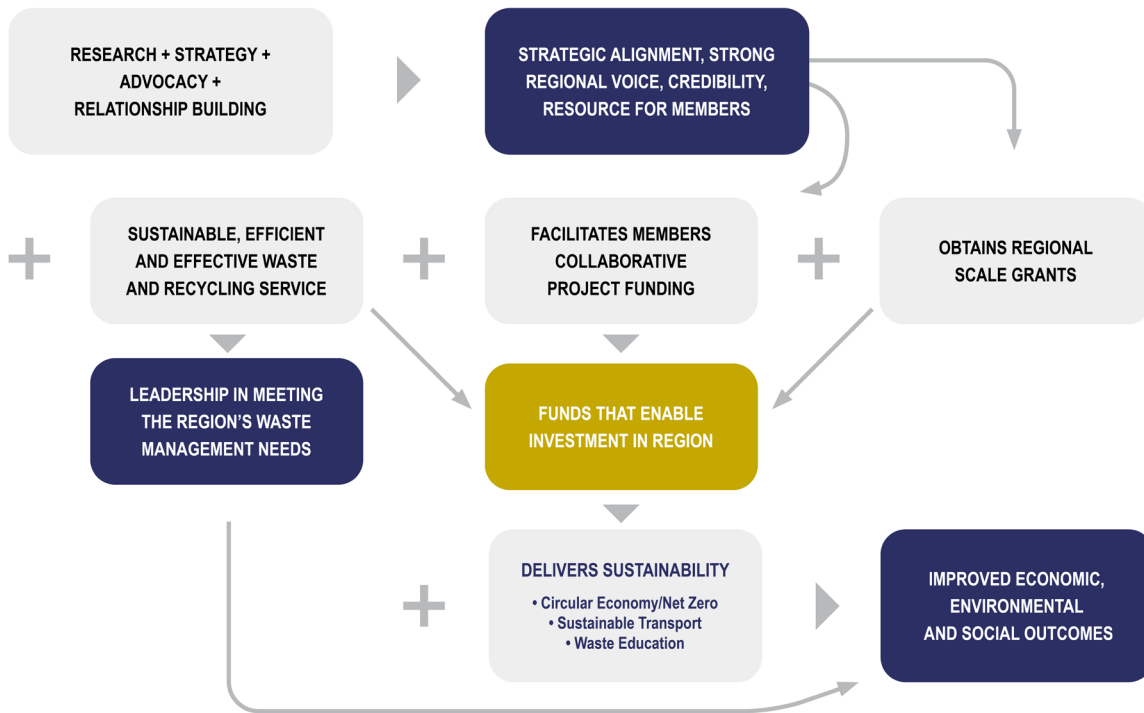 RESEARCH + STRATEGY +
ADVOCACY +
RELATIONSHIP BUILDING
STRATEGIC ALIGNMENT, STRONG
REGIONAL VOICE, CREDIBILITY,
RESOURCE FOR MEMBERS
SUSTAINABLE, EFFICIENT
AND EFFECTIVE WASTE
AND RECYCLING SERVICE
FACILITATES MEMBERS
COLLABORATIVE
PROJECT FUNDING
OBTAINS REGIONAL
SCALE GRANTS
LEADERSHIP IN MEETING
THE REGION’S WASTE
MANAGEMENT NEEDS
FUNDS THAT ENABLE
INVESTMENT IN REGION
DELIVERS SUSTAINABILITY
• Circular Economy/Net Zero
• Sustainable Transport
• Waste Education
IMPROVED ECONOMIC,
ENVIRONMENTAL
AND SOCIAL OUTCOMES